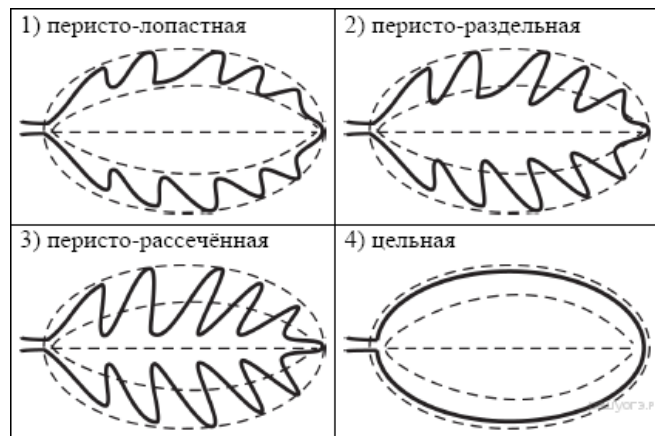 1) перисто-лопастная
2) перисто-раздельная
3) перисто-рассечённая
4) цельная